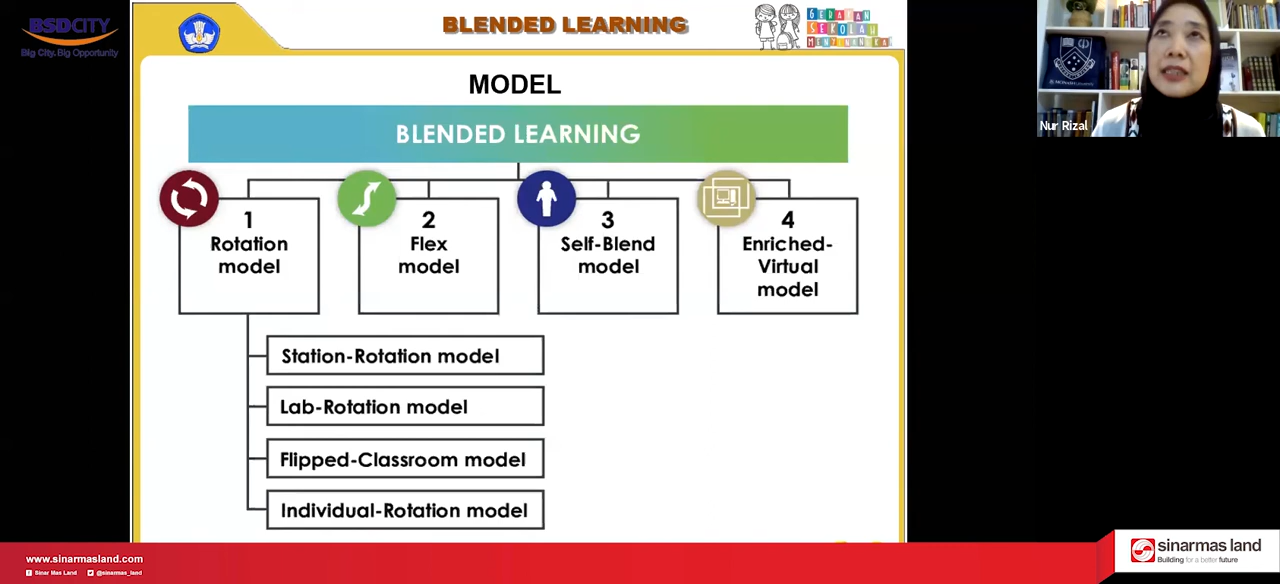 BSDCITY
Big City. Big Opportunity
BLENDED LEARNING
GERAKAN
SEKOLAH
MENYENANGKAN
Nur Rizal
MODEL
BLENDED LEARNING
1
Rotation
model
2
Flex
model
3
Self-Blend
model
4
Enriched-
Virtual
model
Station-Rotation model
Lab-Rotation model
Flipped-Classroom model
Individual-Rotation model
www.sinarmasland.com
Sinar Mas Land
@sinarmas_land
sinarmas land
Building for a better future